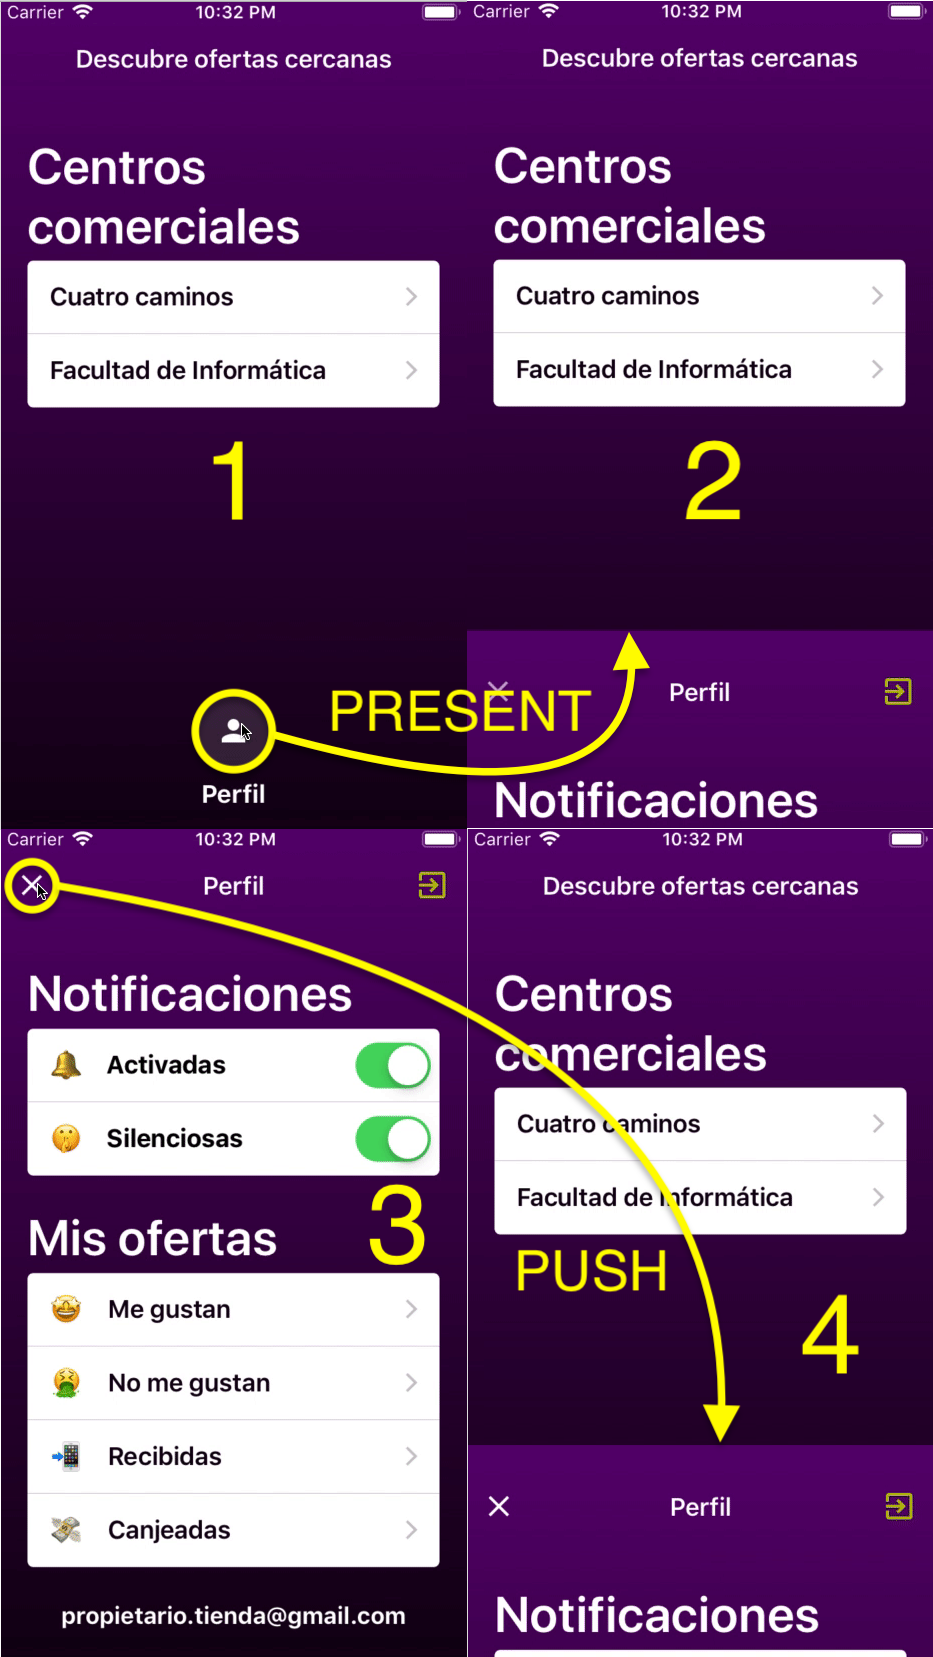 Carrier 10:32 PM
Descubre ofertas cercanas
Centros
comerciales
Cuatro caminos
Facultad de Informática
1
Perfil
Carrier 10:32 PM
Descubre ofertas cercanas
Centros
comerciales
Cuatro caminos
Facultad de Informática
2
PRESENT
Perfil
Notificaciones
Carrier 10:32 PM
Perfil
Notificaciones
Activadas
Silenciosas
3
Mis ofertas
Me gustan
No me gustan
Recibidas
Canjeadas
propietario.tienda@gmail.com
Carrier 10:32 PM
Descubre ofertas cercanas
Centros
comerciales
Cuatro caminos
Facultad de Informática
PUSH
4
Perfil
Notificaciones